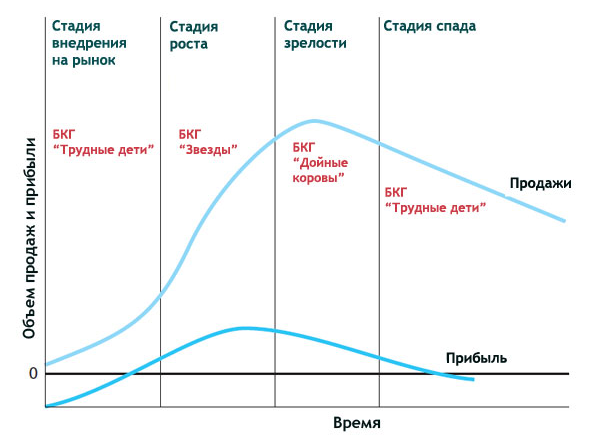 Стадия
внедрения
на рынок
Стадия
роста
Стадия
зрелости
Стадия спада
БКГ
“Трудные дети”
БКГ
“Звезды”
БКГ
“Дойные
коровы”
БКГ
“Трудные дети”
Продажи
Прибыль
Объем продаж и прибыли
0
Время